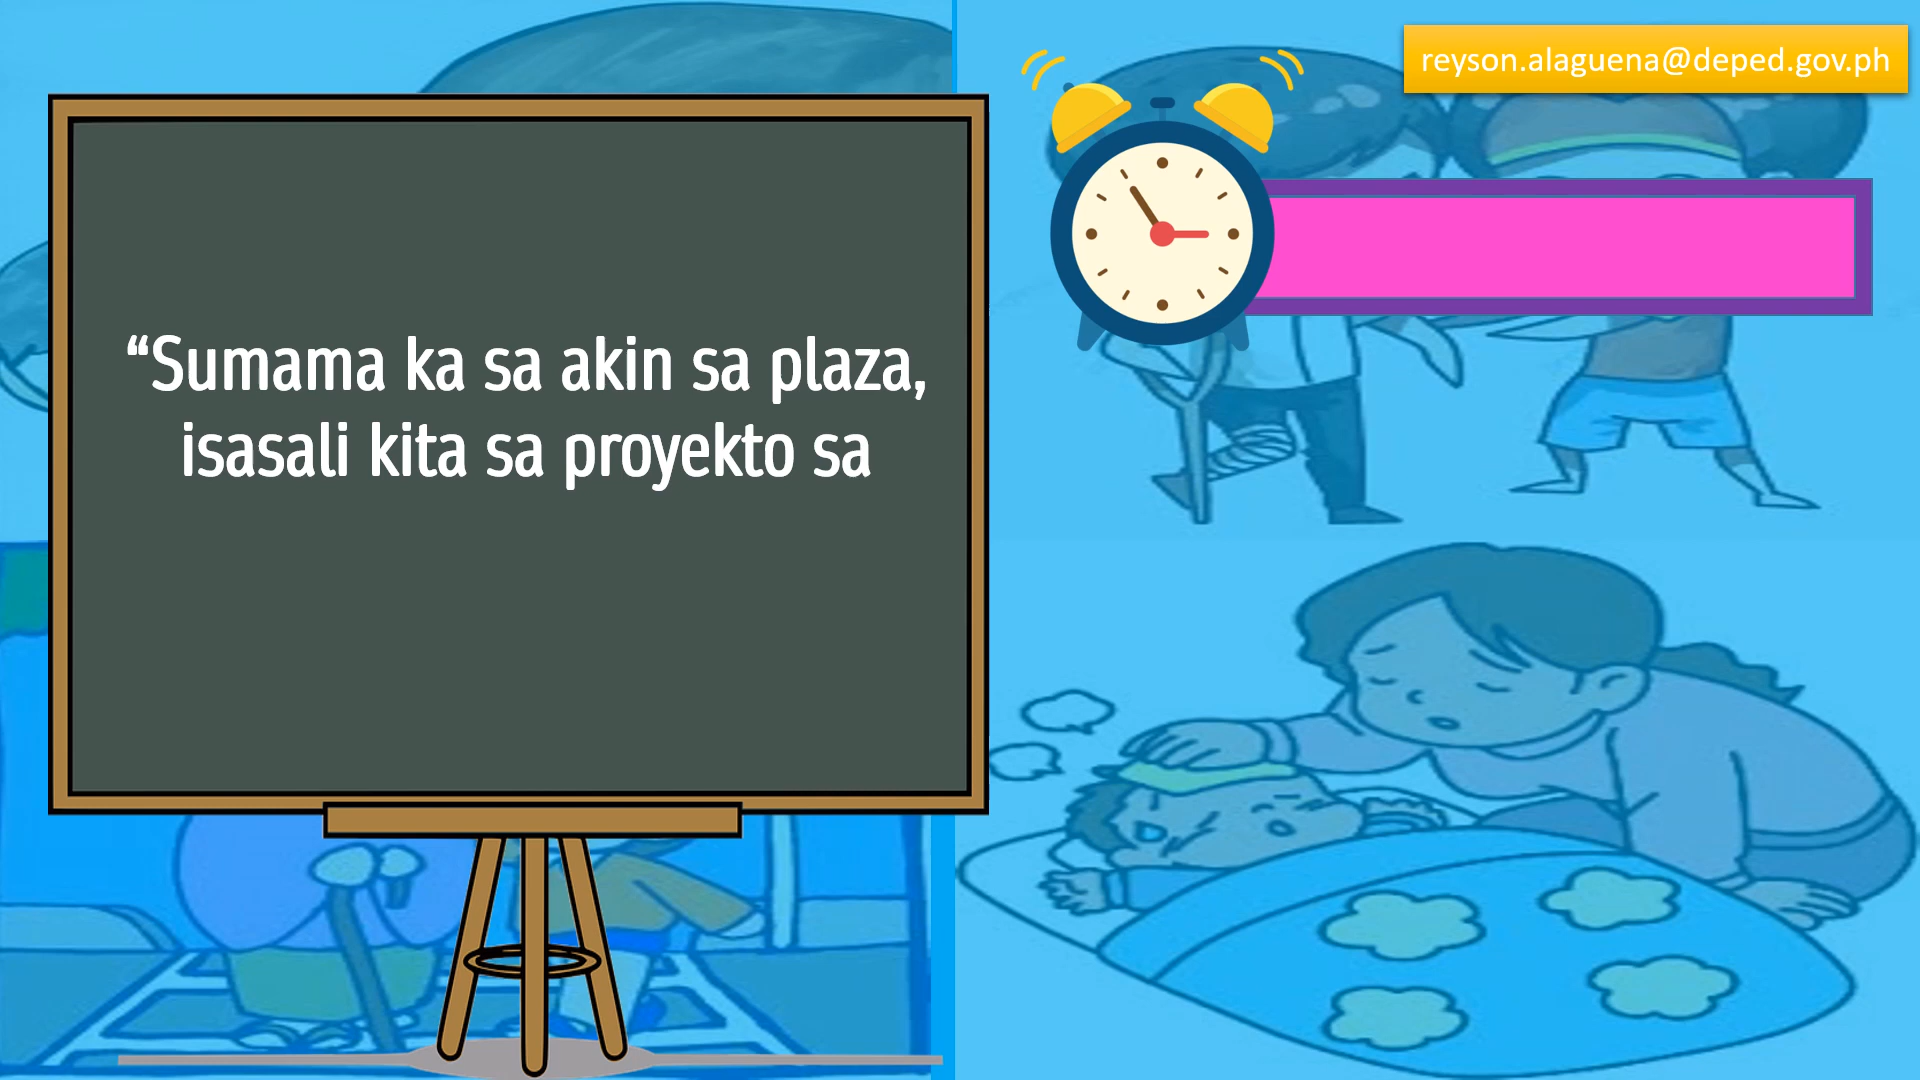 reyson.alaguena@deped.gov.ph
“Sumama ka sa akin sa plaza,
isasali kita sa proyekto sa